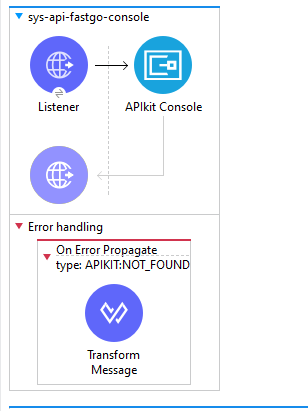 sys-api-fastgo-console
Listener
APIkit Console
Error handling
On Error Propagate
type: APIKIT:NOT_FOUND
Transform
Message